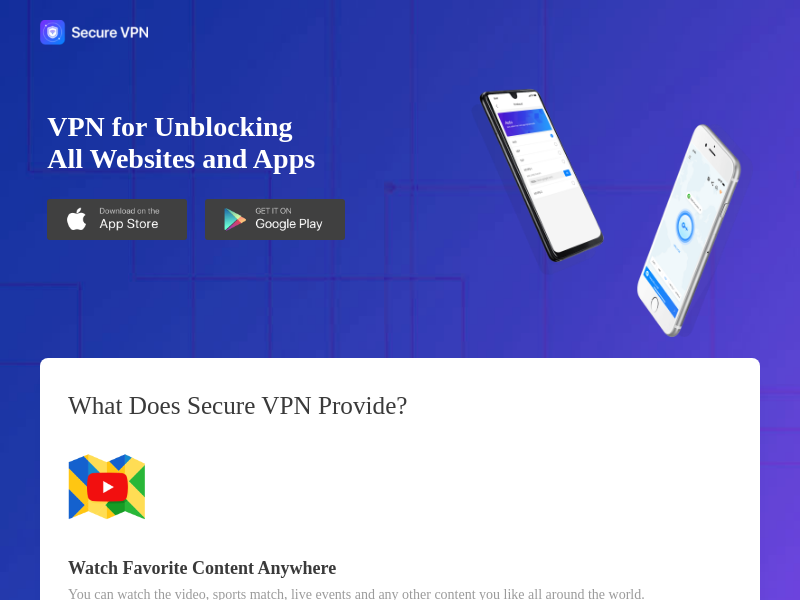 Secure VPN
VPN for Unblocking
All Websites and Apps
Download on the
App Store
GET IT ON
Google Play
What Does Secure VPN Provide?
Watch Favorite Content Anywhere
You can watch the video, sports match, live events and any other content you like all around the world.